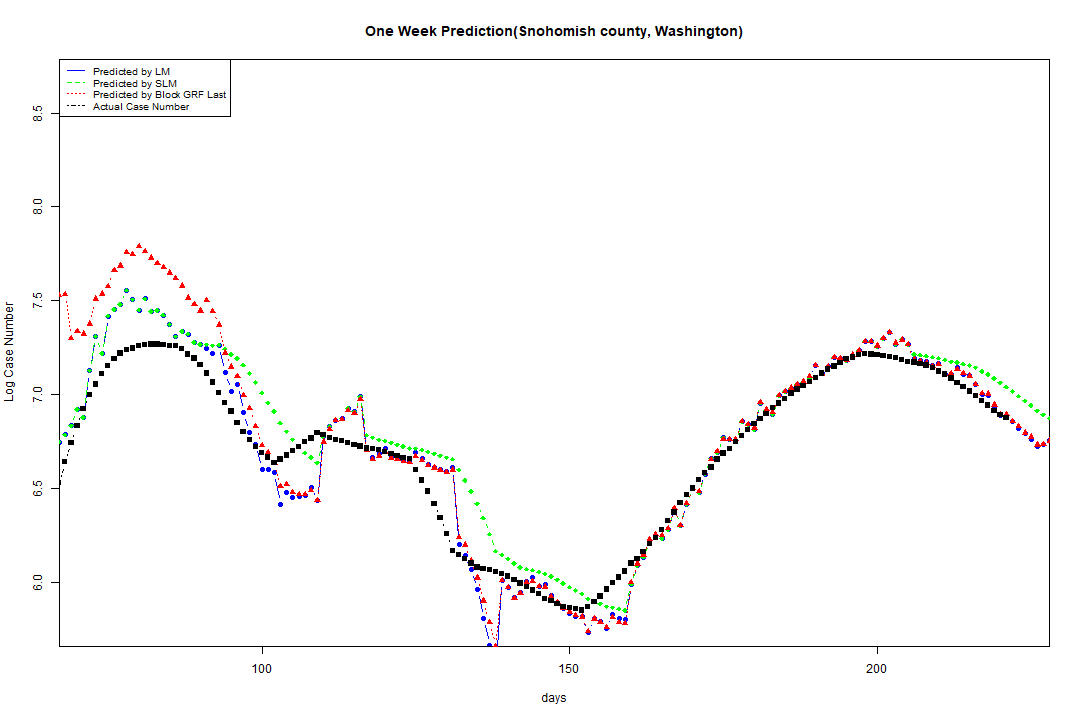 One Week Prediction(Snohomish county, Washington)
Predicted by LM
Predicted by SLM
Predicted by Block GRF Last
Actual Case Number
Log Case Number
8.5
8.0
7.5
7.0
6.5
6.0
100 150 200
days